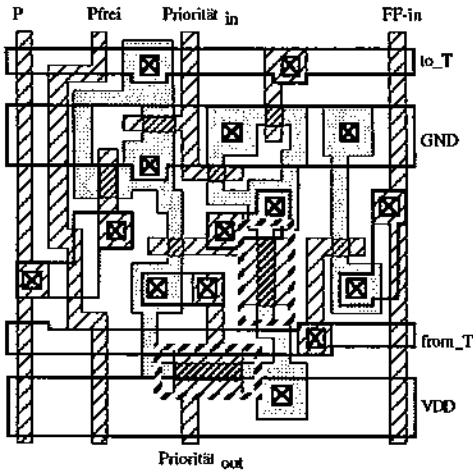 P Pfrei Priorität in FF-in
to_T
GND
from_T
VDD
Priorität out